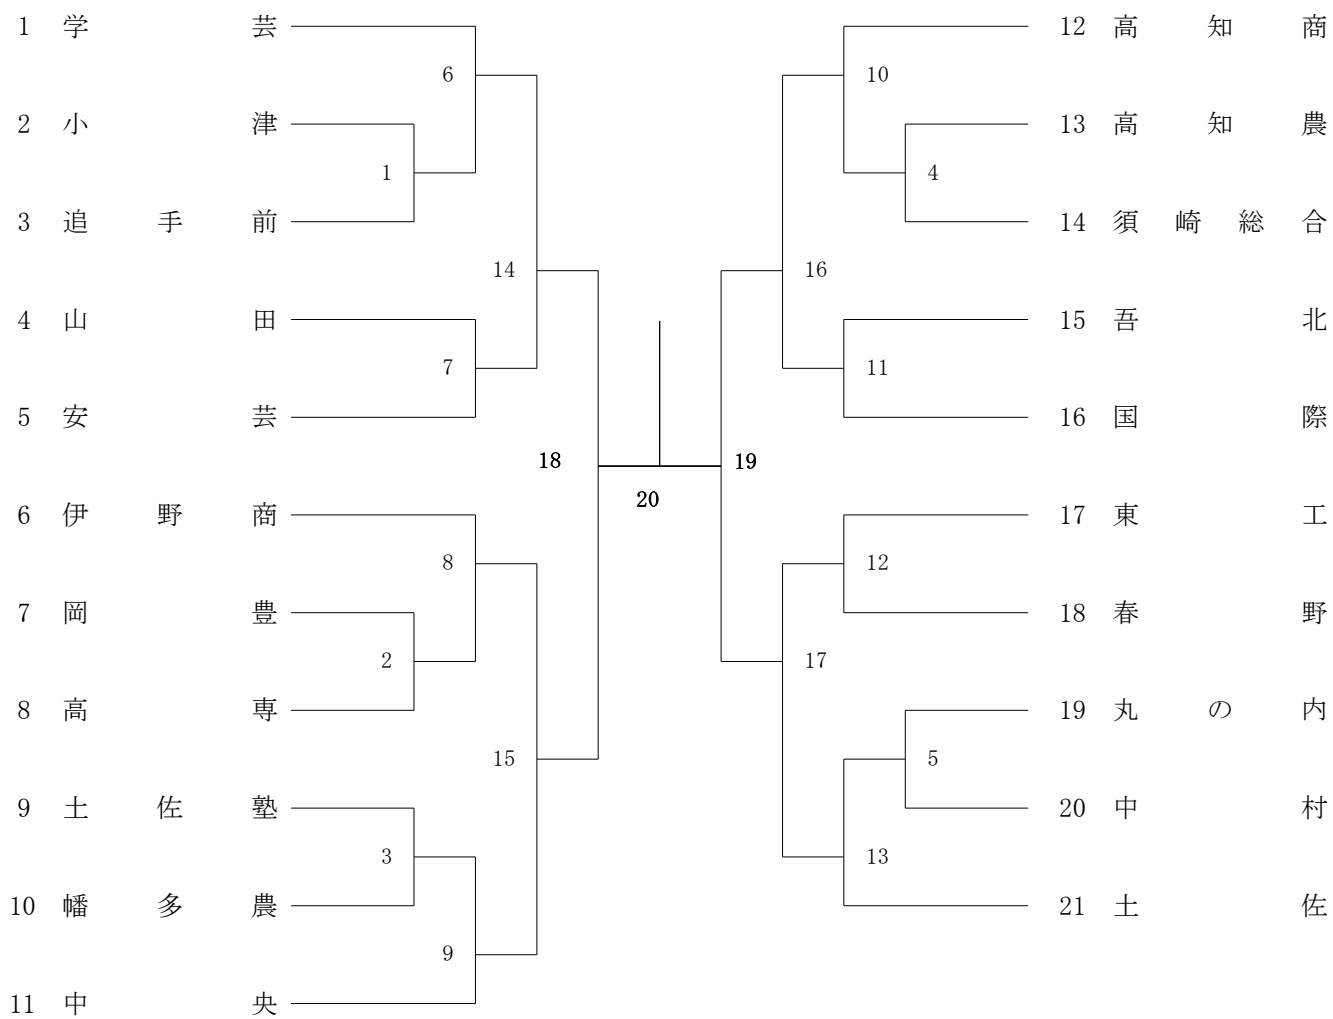 1 学芸
6
2 小津
1
3 追手前
14
4 山田
7
5 安芸
18
6 伊野商
8
7 岡豊
2
8 高専
15
9 土佐塾
3
10 幡多農
9
11 中央
20
12 高知商
10
13 高知農
4
14 須崎総合
16
15 吾北
11
16 国際
19
17 東工
12
18 春野
17
19 丸の内
5
20 中村
13
21 土佐